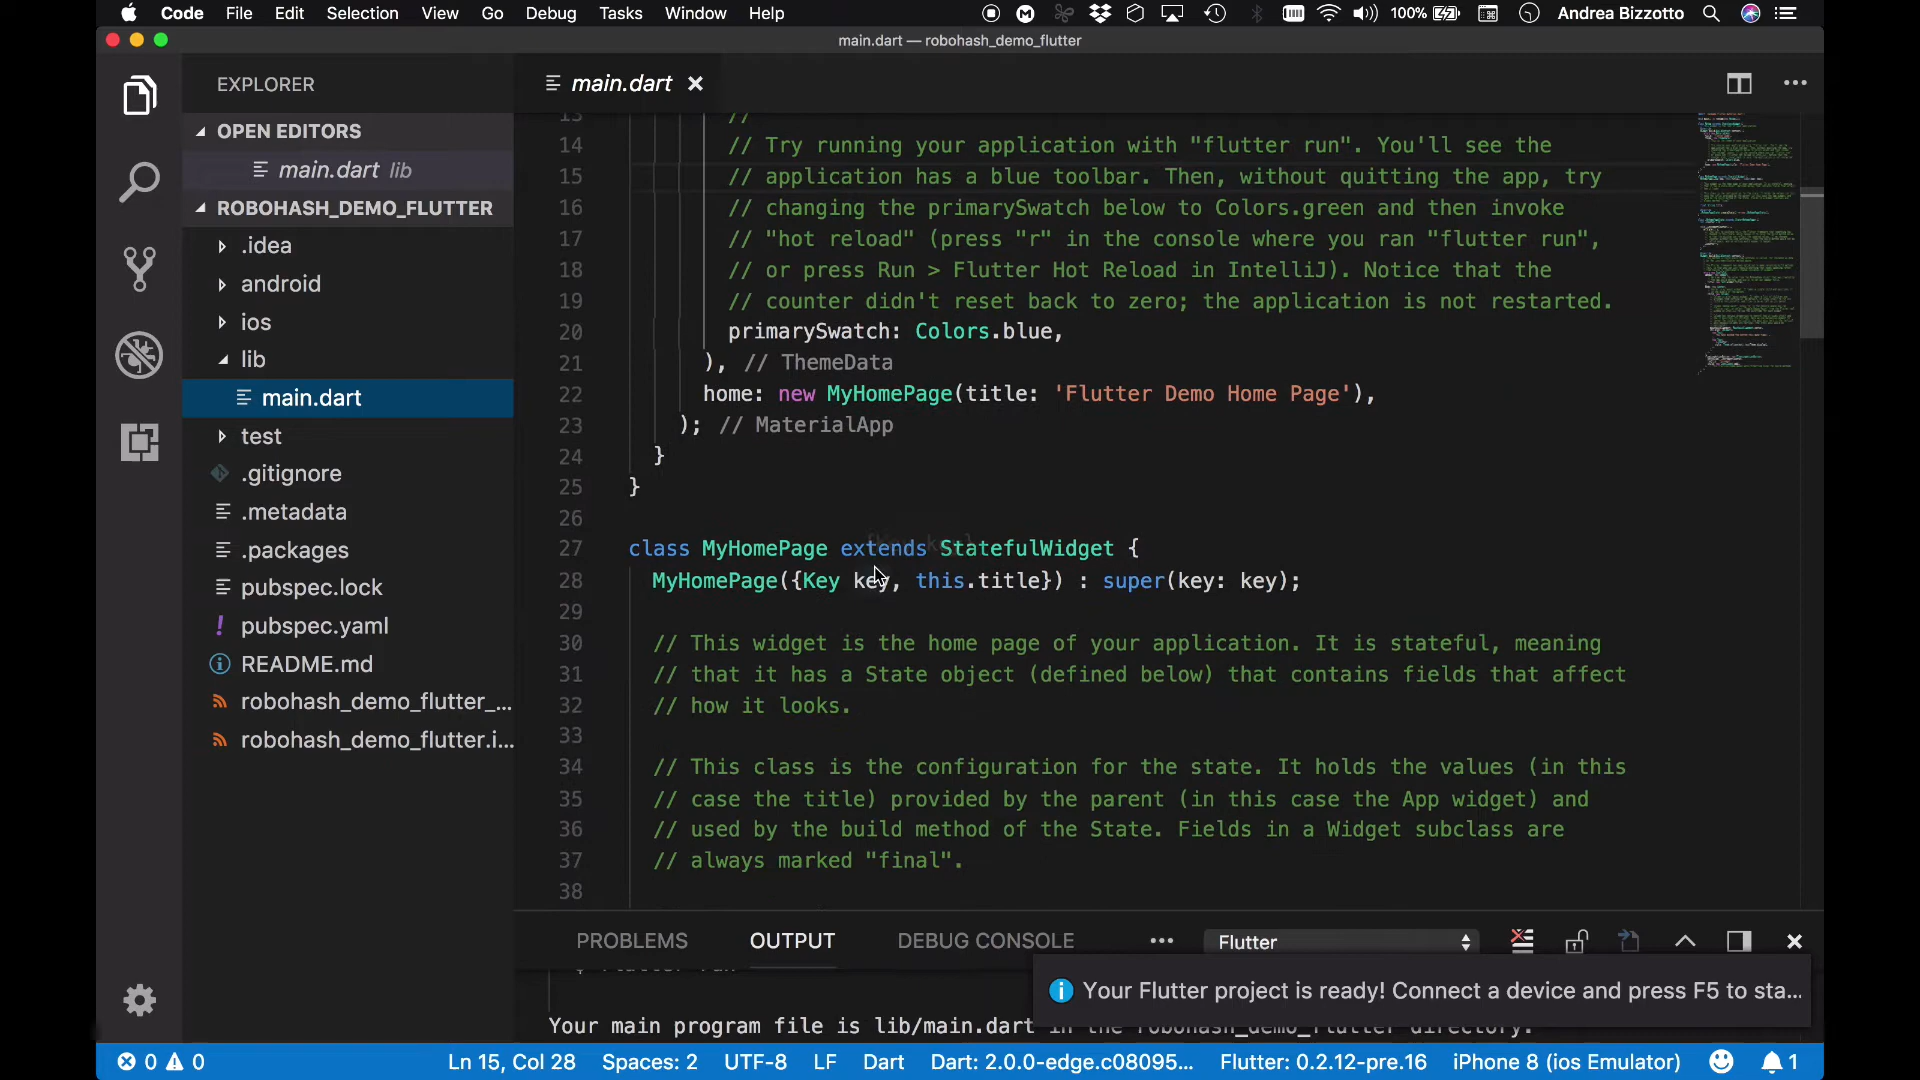 Code File Edit Selection View Go Debug Tasks Window Help 100% Andrea Bizzotto
main.dart — robohash_demo_flutter
EXPLORER
OPEN EDITORS
main.dart lib
ROBOHASH_DEMO_FLUTTER
.idea
android
ios
lib
main.dart
test
.gitignore
.metadata
.packages
pubspec.lock
pubspec.yaml
README.md
robohash_demo_flutter_...
robohash_demo_flutter.i...
main.dart
13 //
14 // Try running your application with "flutter run". You'll see the
15 // application has a blue toolbar. Then, without quitting the app, try
16 // changing the primarySwatch below to Colors.green and then invoke
17 // "hot reload" (press "r" in the console where you ran "flutter run",
18 // or press Run > Flutter Hot Reload in IntelliJ). Notice that the
19 // counter didn't reset back to zero; the application is not restarted.
20 primarySwatch: Colors.blue,
21 ), // ThemeData
22 home: new MyHomePage(title: 'Flutter Demo Home Page'),
23 ); // MaterialApp
24 }
25 }
26
27 class MyHomePage extends StatefulWidget {
28 MyHomePage({Key key, this.title}) : super(key: key);
29
30 // This widget is the home page of your application. It is stateful, meaning
31 // that it has a State object (defined below) that contains fields that affect
32 // how it looks.
33
34 // This class is the configuration for the state. It holds the values (in this
35 // case the title) provided by the parent (in this case the App widget) and
36 // used by the build method of the State. Fields in a Widget subclass are
37 // always marked "final".
38
PROBLEMS OUTPUT DEBUG CONSOLE ... Flutter
Your Flutter project is ready! Connect a device and press F5 to sta...
Your main program file is lib/main.dart in the robohash_demo_flutter directory.
0 0 Ln 15, Col 28 Spaces: 2 UTF-8 LF Dart Dart: 2.0.0-edge.c08095... Flutter: 0.2.12-pre.16 iPhone 8 (ios Emulator) 1